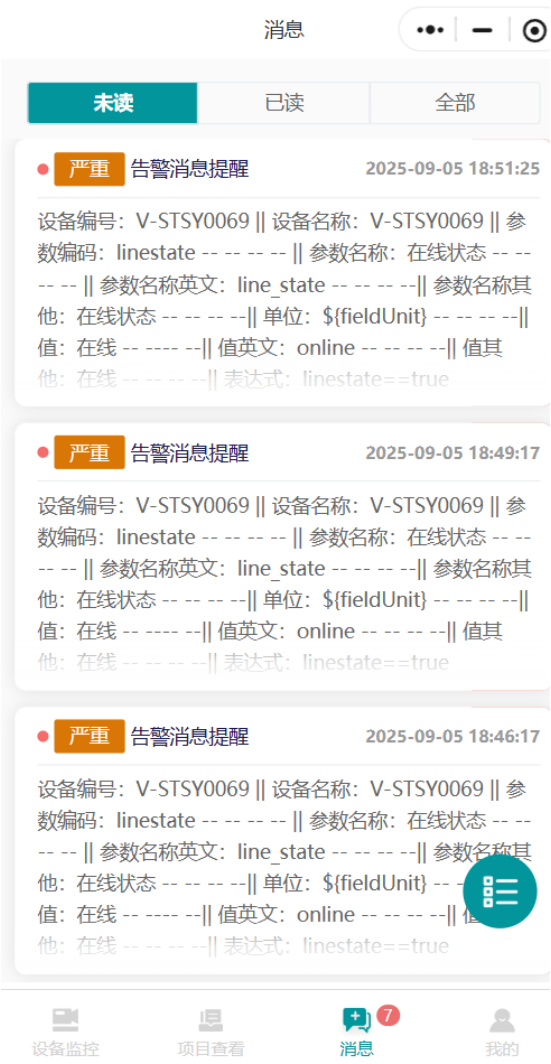 消息
未读 已读 全部
严重 告警消息提醒 2025-09-05 18:51:25
设备编号：V-STSY0069 || 设备名称：V-STSY0069 || 参
数编码：linestate -- -- -- -- || 参数名称：在线状态 -- --
-- -- || 参数名称英文：line_state -- -- -- --|| 参数名称其
他：在线状态 -- -- -- --|| 单位：${fieldUnit} -- -- -- --||
值：在线 -- ---- --|| 值英文：online -- -- -- --|| 值其
他：在线 -- -- -- --|| 表达式：linestate==true
严重 告警消息提醒 2025-09-05 18:49:17
设备编号：V-STSY0069 || 设备名称：V-STSY0069 || 参
数编码：linestate -- -- -- -- || 参数名称：在线状态 -- --
-- -- || 参数名称英文：line_state -- -- -- --|| 参数名称其
他：在线状态 -- -- -- --|| 单位：${fieldUnit} -- -- -- --||
值：在线 -- ---- --|| 值英文：online -- -- -- --|| 值其
他：在线 -- -- -- --|| 表达式：linestate==true
严重 告警消息提醒 2025-09-05 18:46:17
设备编号：V-STSY0069 || 设备名称：V-STSY0069 || 参
数编码：linestate -- -- -- -- || 参数名称：在线状态 -- --
-- -- || 参数名称英文：line_state -- -- -- --|| 参数名称其
他：在线状态 -- -- -- --|| 单位：${fieldUnit} --
值：在线 -- ---- --|| 值英文：online -- -- -- --||
他：在线 -- -- -- --|| 表达式：linestate==true
7
设备监控 项目查看 消息 我的